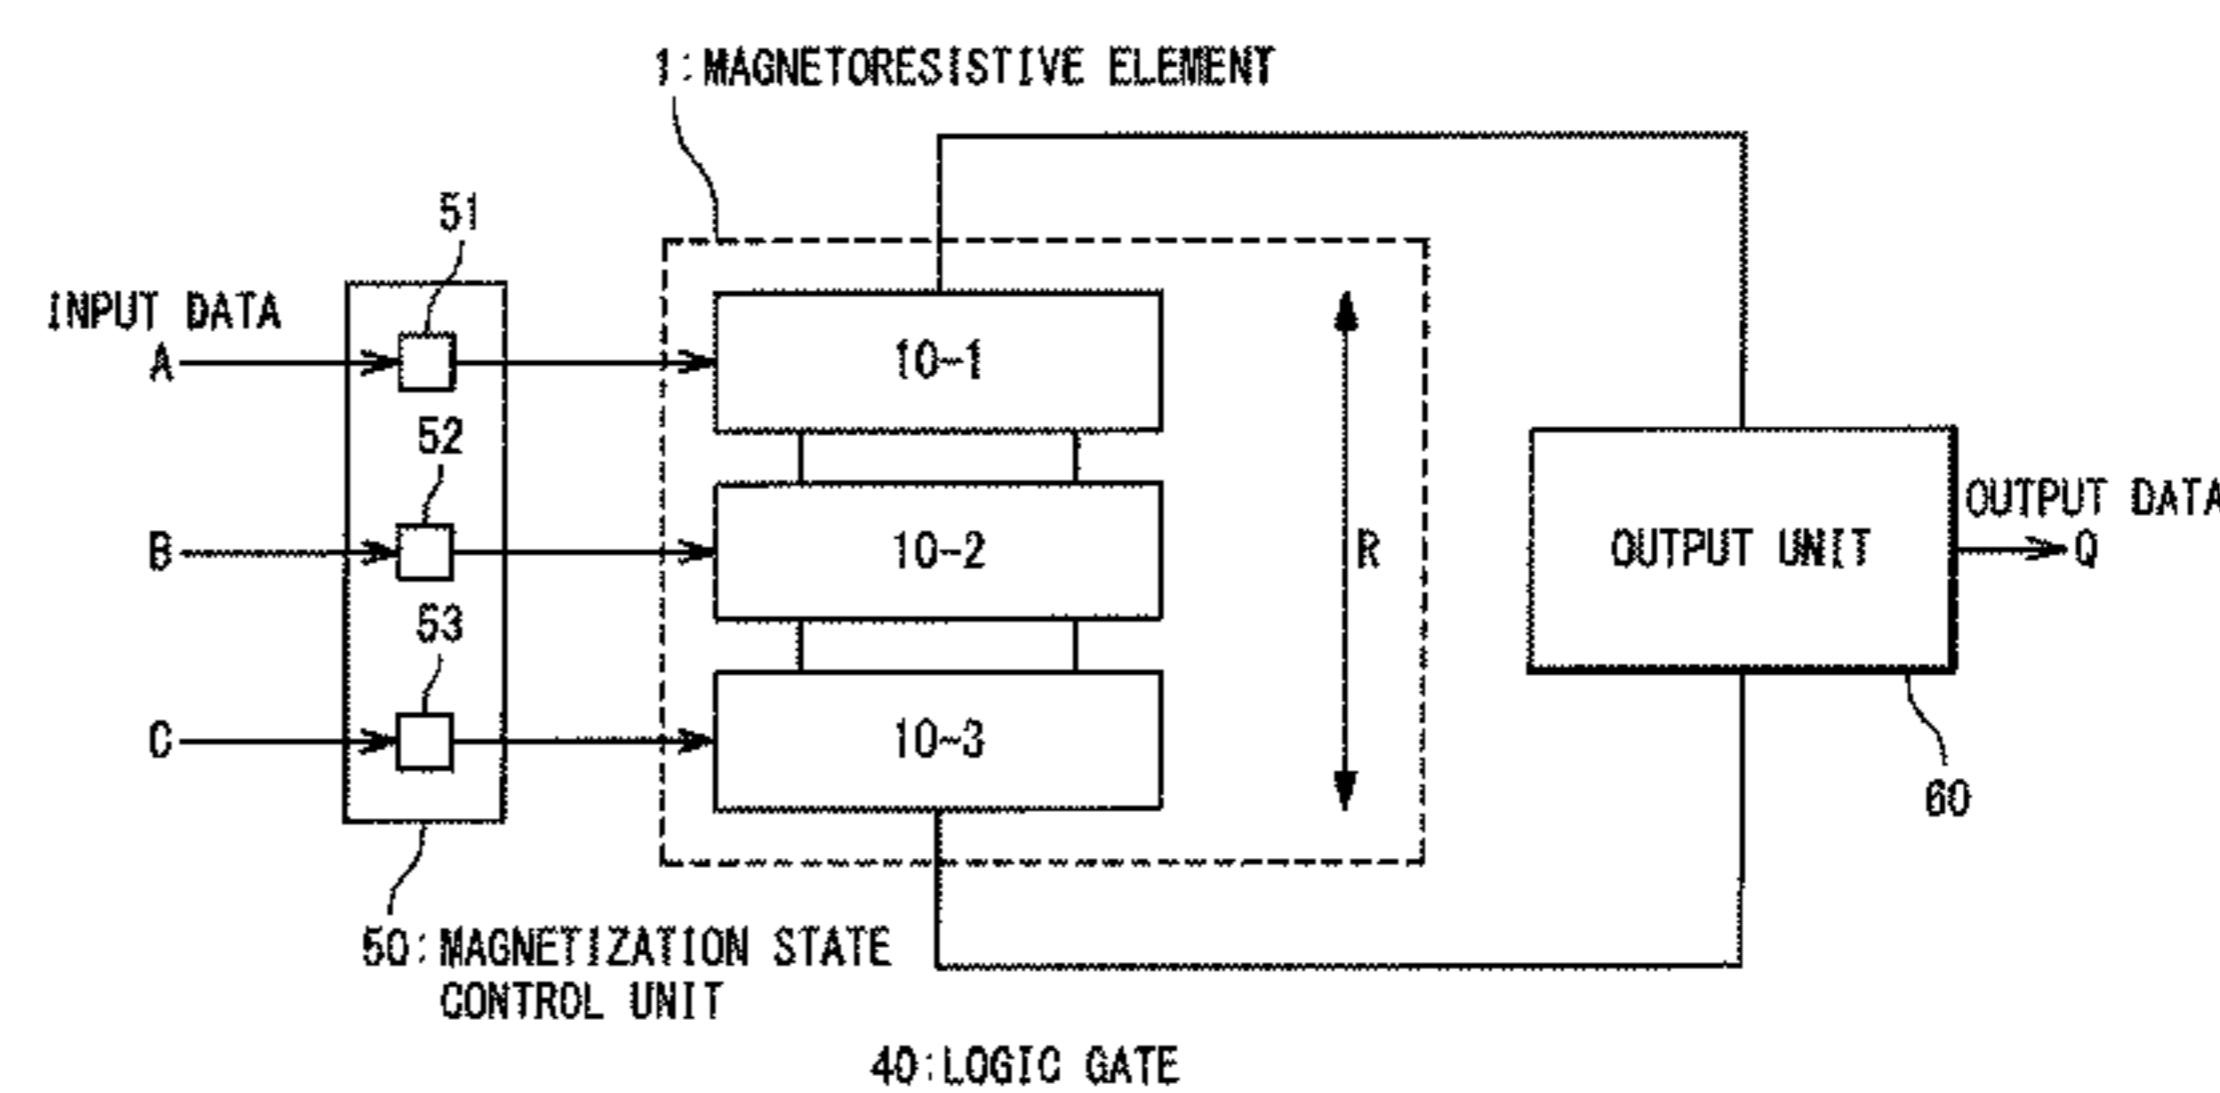 1:MAGNETORESISTIVE ELEMENT
51
INPUT DATA
A
10-1
52
OUTPUT DATA
B
10-2
R
OUTPUT UNIT
Q
53
C
10-3
60
50:MAGNETIZATION STATE
CONTROL UNIT
40:LOGIC GATE